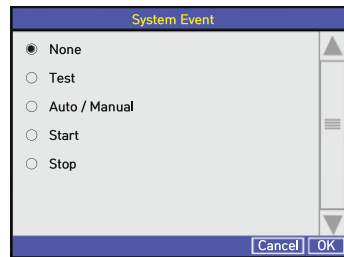 System Event
None
Test
Auto / Manual
Start
Stop
Cancel OK